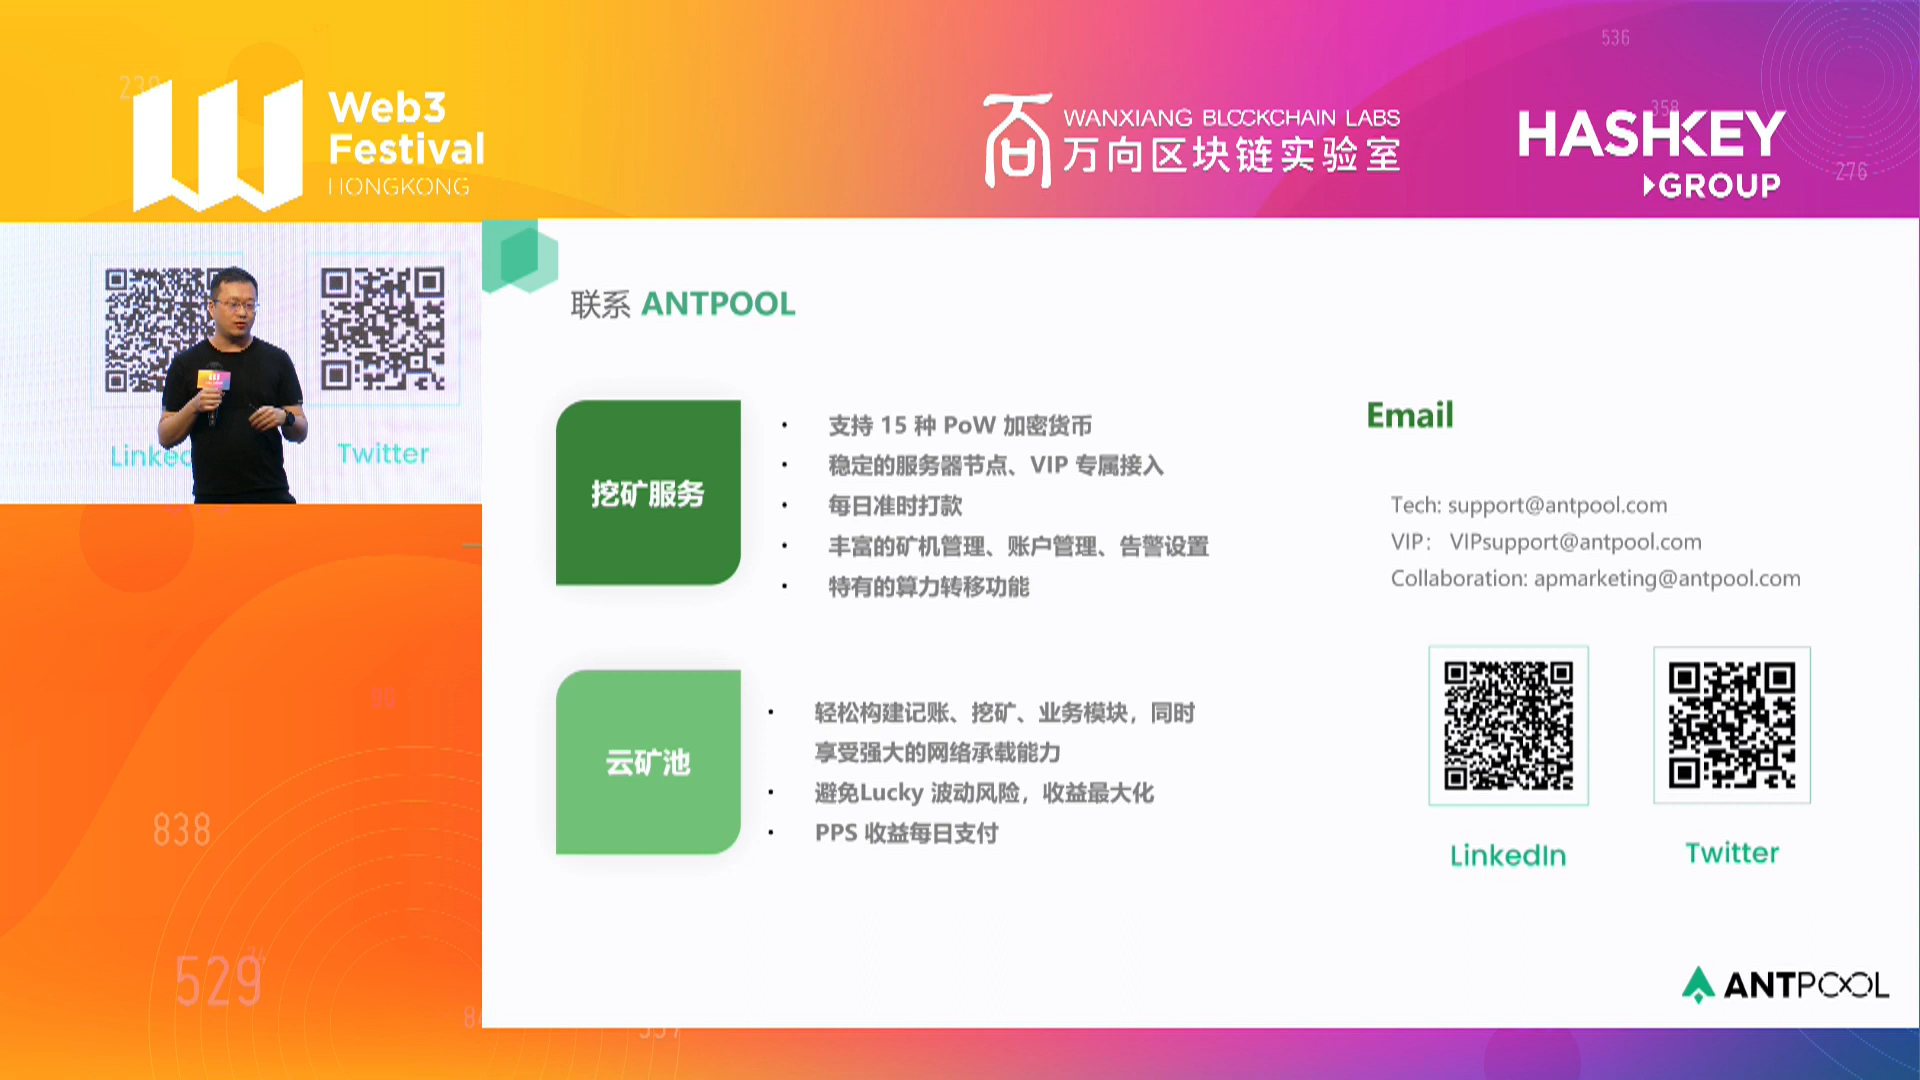 Web3
Festival
HONGKONG
WANXIANG BLOCKCHAIN LABS
万向区块链实验室
HASHKEY
GROUP
536
358
276
Twitter
联系 ANTPOOL
挖矿服务
支持 15 种 PoW 加密货币
稳定的服务器节点、VIP 专属接入
每日准时打款
丰富的矿机管理、账户管理、告警设置
特有的算力转移功能
云矿池
轻松构建记账、挖矿、业务模块，同时
享受强大的网络承载能力
避免Lucky 波动风险，收益最大化
PPS 收益每日支付
Email
Tech: support@antpool.com
VIP： VIPsupport@antpool.com
Collaboration: apmarketing@antpool.com
LinkedIn
Twitter
ANTPOOL
838
529